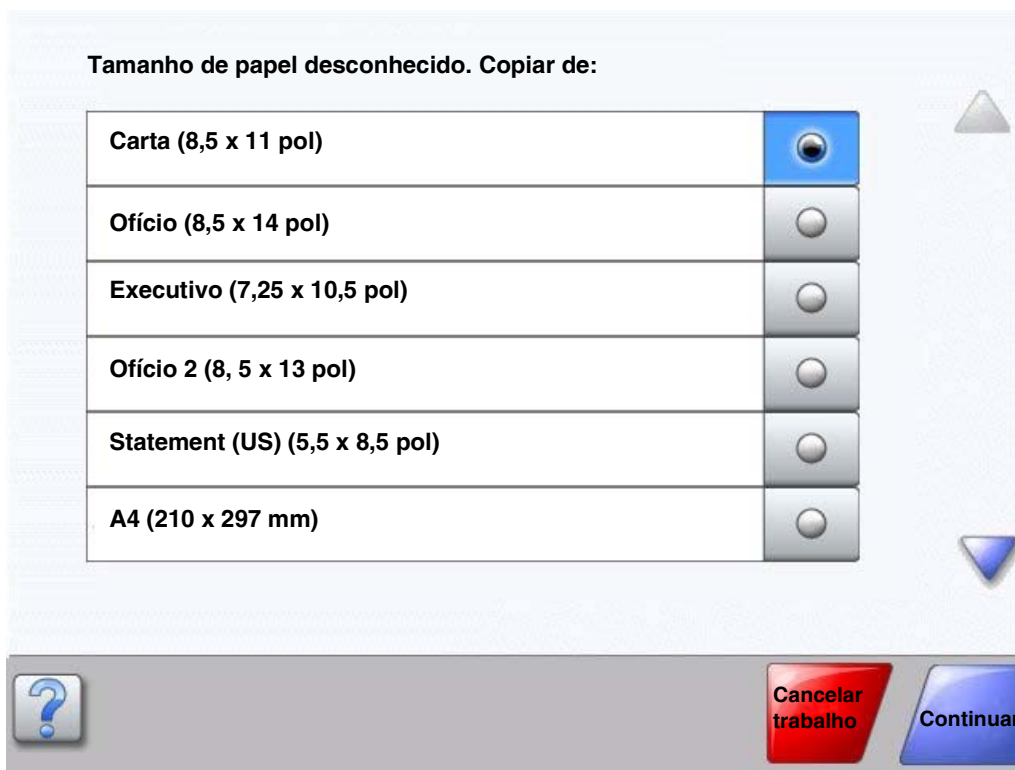 Tamanho de papel desconhecido. Copiar de:
Carta (8,5 x 11 pol)
Ofício (8,5 x 14 pol)
Executivo (7,25 x 10,5 pol)
Ofício 2 (8, 5 x 13 pol)
Statement (US) (5,5 x 8,5 pol)
A4 (210 x 297 mm)
?
Cancelar
trabalho
Continuar